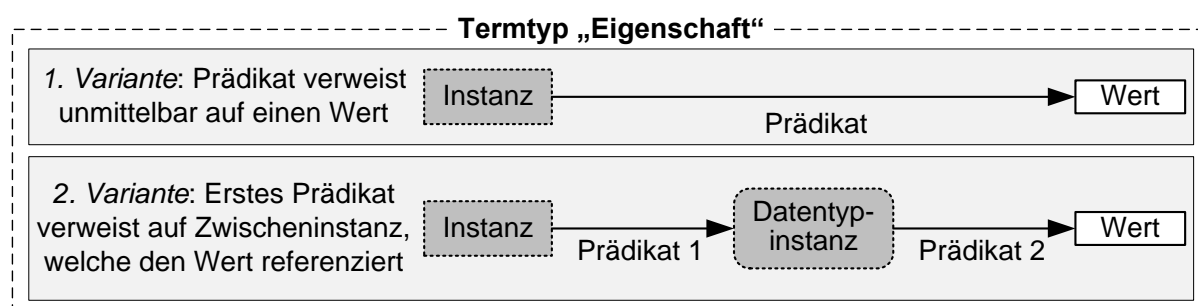 Termtyp „Eigenschaft“
1. Variante: Prädikat verweist
unmittelbar auf einen Wert
Instanz
Prädikat
Wert
2. Variante: Erstes Prädikat
verweist auf Zwischeninstanz,
welche den Wert referenziert
Instanz
Prädikat 1
Datentyp-
instanz
Prädikat 2
Wert